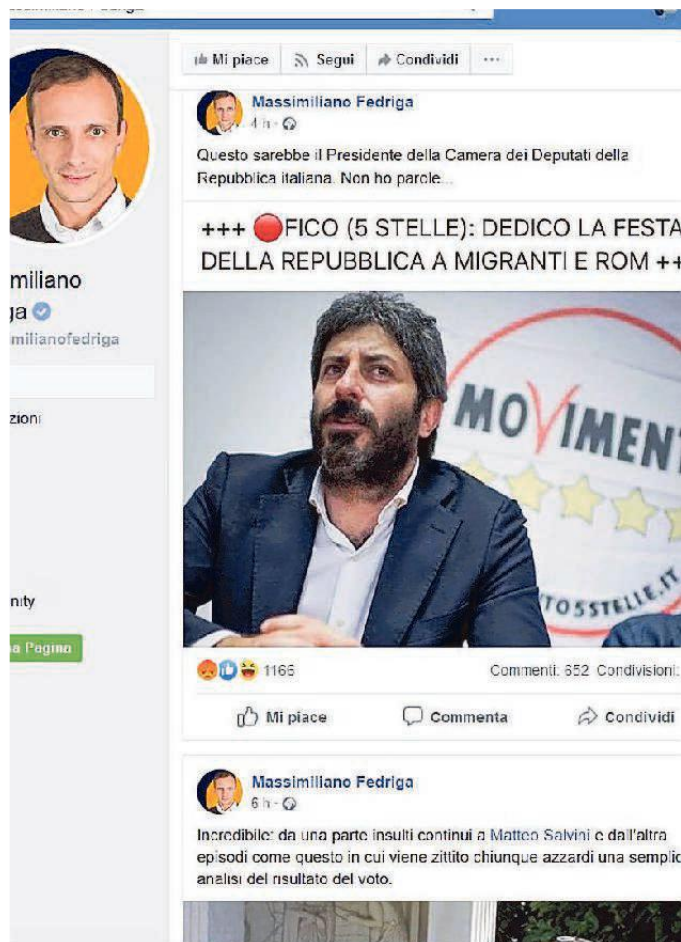 Mi piace
Segui
Condividi
...
Massimiliano Fedriga
4 h ·
Questo sarebbe il Presidente della Camera dei Deputati della
Repubblica italiana. Non ho parole...
+++ FICO (5 STELLE): DEDICO LA FESTA
DELLA REPUBBLICA A MIGRANTI E ROM ++
miliano
ga
milianofedriga
zioni
nity
a Pagina
MOVIMENT
TO5STELLE.IT
1166
Commenti: 652 Condivisioni:
Mi piace
Commenta
Condividi
Massimiliano Fedriga
6 h ·
Incredibile: da una parte insulti continui a Matteo Salvini e dall'altra
episodi come questo in cui viene zittito chiunque azzardi una semplic
analisi del risultato del voto.